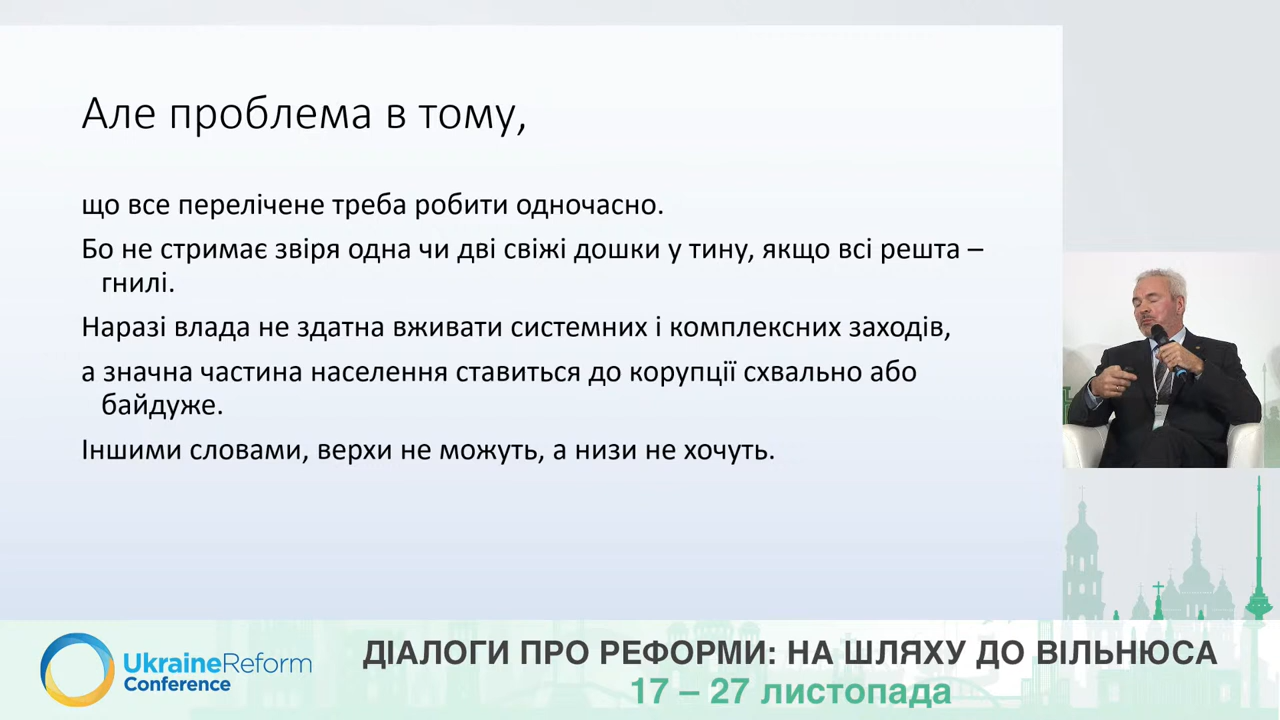 Але проблема в тому,
що все перелічене треба робити одночасно.
Бо не стримає звіря одна чи дві свіжі дошки у тину, якщо всі решта –
гнилі.
Наразі влада не здатна вживати системних і комплексних заходів,
а значна частина населення ставиться до корупції схвально або
байдуже.
Іншими словами, верхи не можуть, а низи не хочуть.
UkraineReform
Conference
ДІАЛОГИ ПРО РЕФОРМИ: НА ШЛЯХУ ДО ВІЛЬНЮСА
17 – 27 листопада